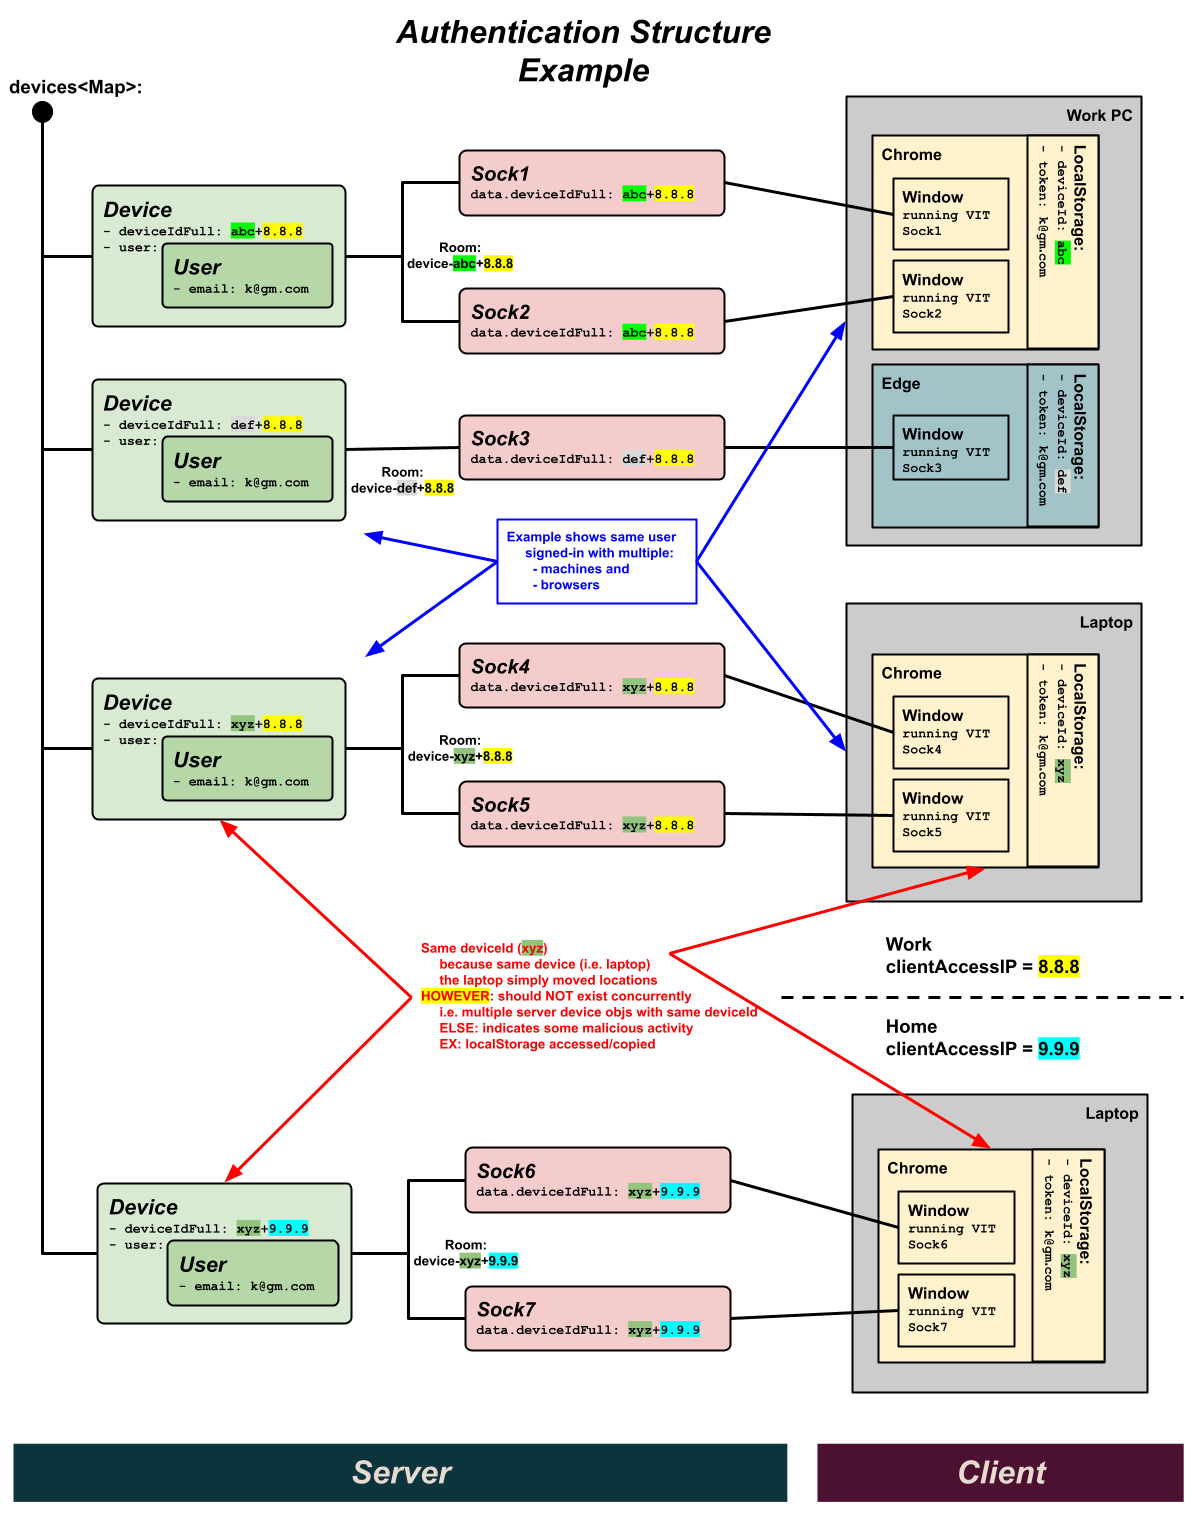 Authentication Structure
Example
devices<Map>:
Device
- deviceIdFull: abc+8.8.8
- user:
User
- email: k@gm.com
Sock1
data.deviceIdFull: abc+8.8.8
Room:
device-abc+8.8.8
Sock2
data.deviceIdFull: abc+8.8.8
Work PC
Chrome
Window
running VIT
Sock1
Window
running VIT
Sock2
LocalStorage:
- deviceId: abc
- token: k@gm.com
Device
- deviceIdFull: def+8.8.8
- user:
User
- email: k@gm.com
Sock3
data.deviceIdFull: def+8.8.8
Room:
device-def+8.8.8
Edge
Window
running VIT
Sock3
LocalStorage:
- deviceId: def
- token: k@gm.com
Example shows same user
signed-in with multiple:
- machines and
- browsers
Device
- deviceIdFull: xyz+8.8.8
- user:
User
- email: k@gm.com
Sock4
data.deviceIdFull: xyz+8.8.8
Room:
device-xyz+8.8.8
Sock5
data.deviceIdFull: xyz+8.8.8
Laptop
Chrome
Window
running VIT
Sock4
Window
running VIT
Sock5
LocalStorage:
- deviceId: xyz
- token: k@gm.com
Same deviceId (xyz)
because same device (i.e. laptop)
the laptop simply moved locations
HOWEVER: should NOT exist concurrently
i.e. multiple server device objs with same deviceId
ELSE: indicates some malicious activity
EX: localStorage accessed/copied
Work
clientAccessIP = 8.8.8
Home
clientAccessIP = 9.9.9
Device
- deviceIdFull: xyz+9.9.9
- user:
User
- email: k@gm.com
Sock6
data.deviceIdFull: xyz+9.9.9
Room:
device-xyz+9.9.9
Sock7
data.deviceIdFull: xyz+9.9.9
Laptop
Chrome
Window
running VIT
Sock6
Window
running VIT
Sock7
LocalStorage:
- deviceId: xyz
- token: k@gm.com
Server
Client